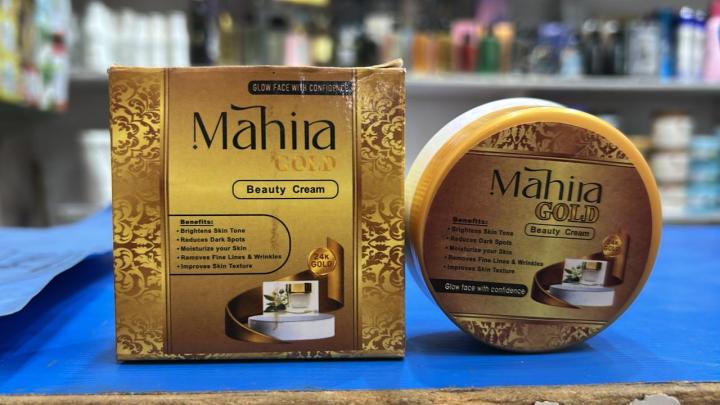 GLOW FACE WITH CONFIDENCE
Mahira
GOLD
Beauty Cream
Benefits:
• Brightens Skin Tone
• Reduces Dark Spots
• Moisturize your Skin
• Removes Fine Lines & Wrinkles
• Improves Skin Texture
24K
GOLD
Mahira
GOLD
Beauty Cream
Benefits:
• Brightens Skin Tone
• Reduces Dark Spots
• Moisturize your Skin
• Removes Fine Lines & Wrinkles
• Improves Skin Texture
24K
GOLD
Glow face with confidence